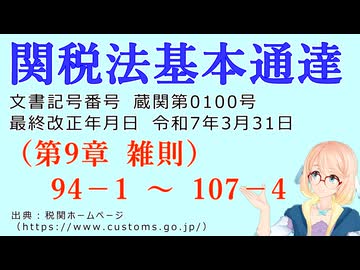 関税法基本通達
文書記号番号 蔵関第0100号
最終改正年月日 令和7年3月31日
（第9章 雑則）
94－1 ～ 107－4
出典：税関ホームページ
（https://www.customs.go.jp/）